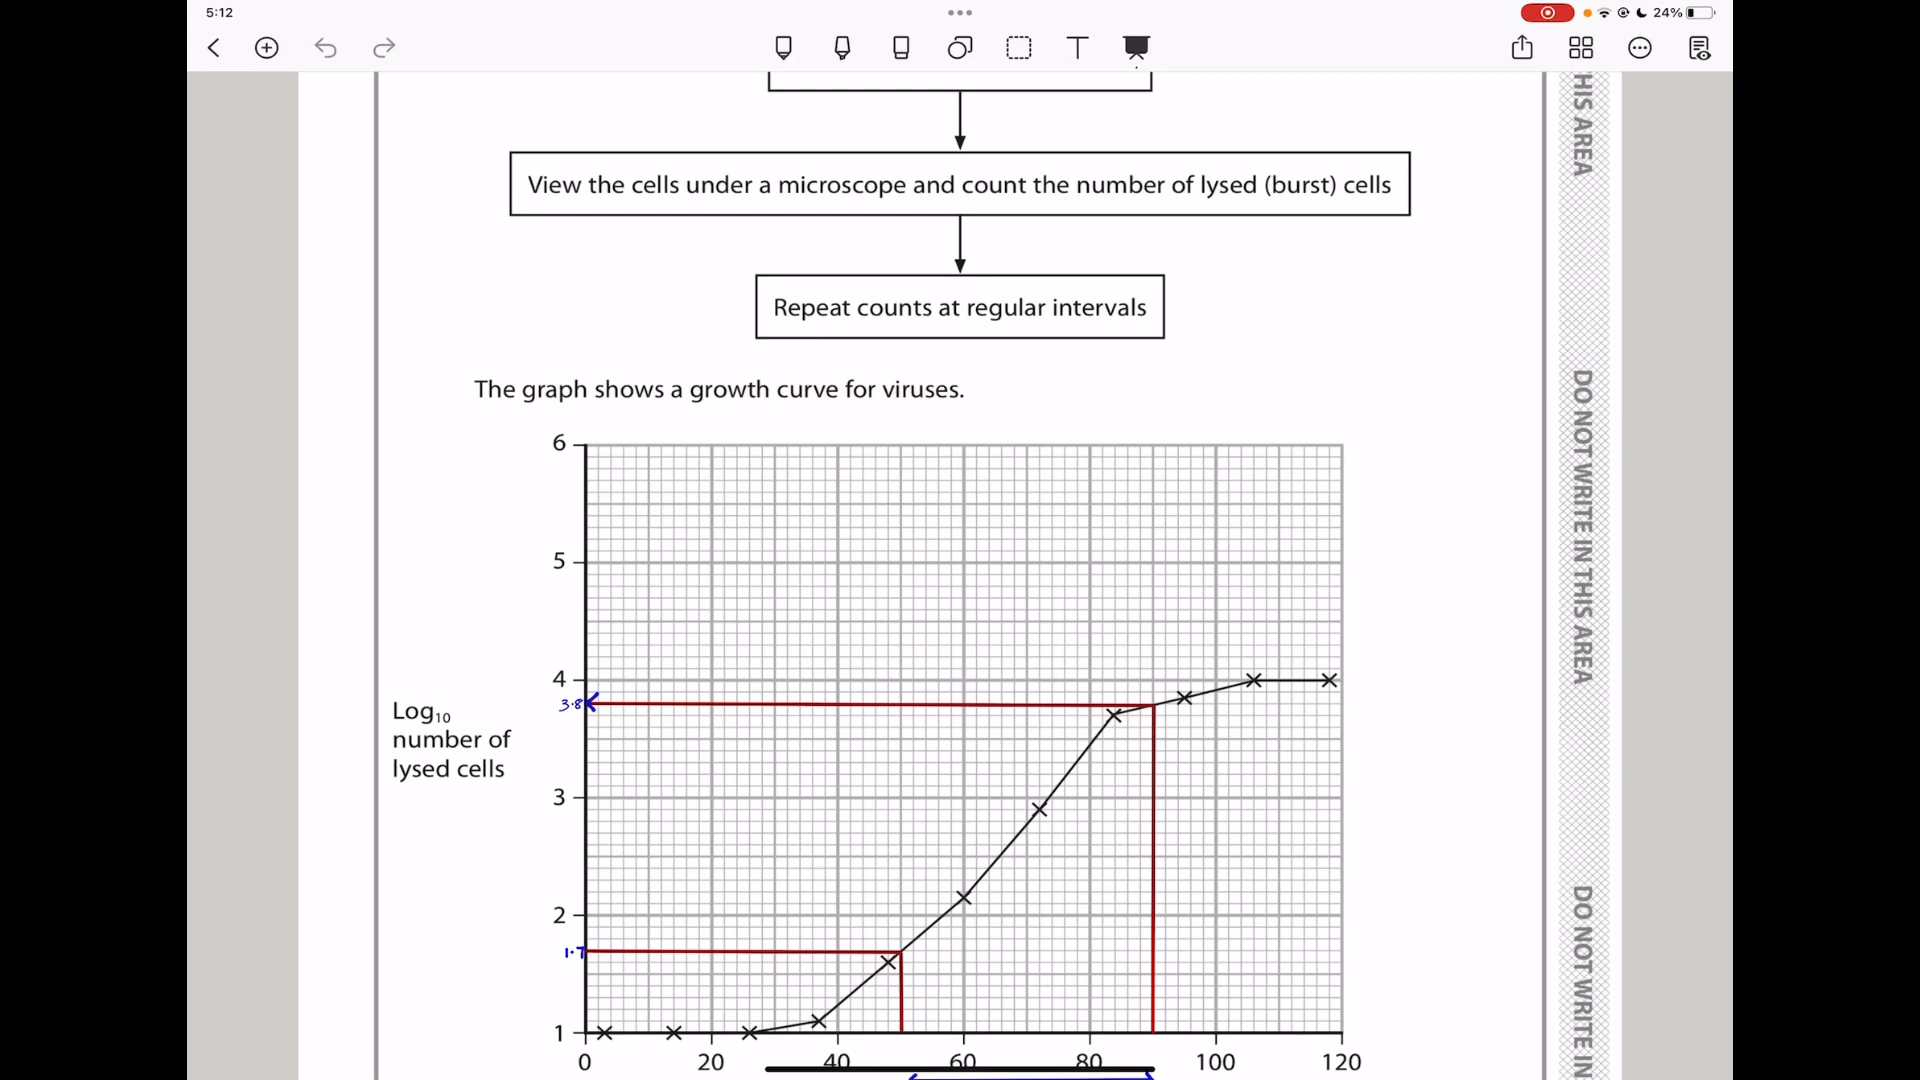 5:12
24%
HIS AREA
View the cells under a microscope and count the number of lysed (burst) cells
Repeat counts at regular intervals
The graph shows a growth curve for viruses.
DO NOT WRITE IN THIS AREA
6
5
4
3.8
Log10
number of
lysed cells
3
2
1.7
1
0 20 40 60 80 100 120
DO NOT WRITE IN